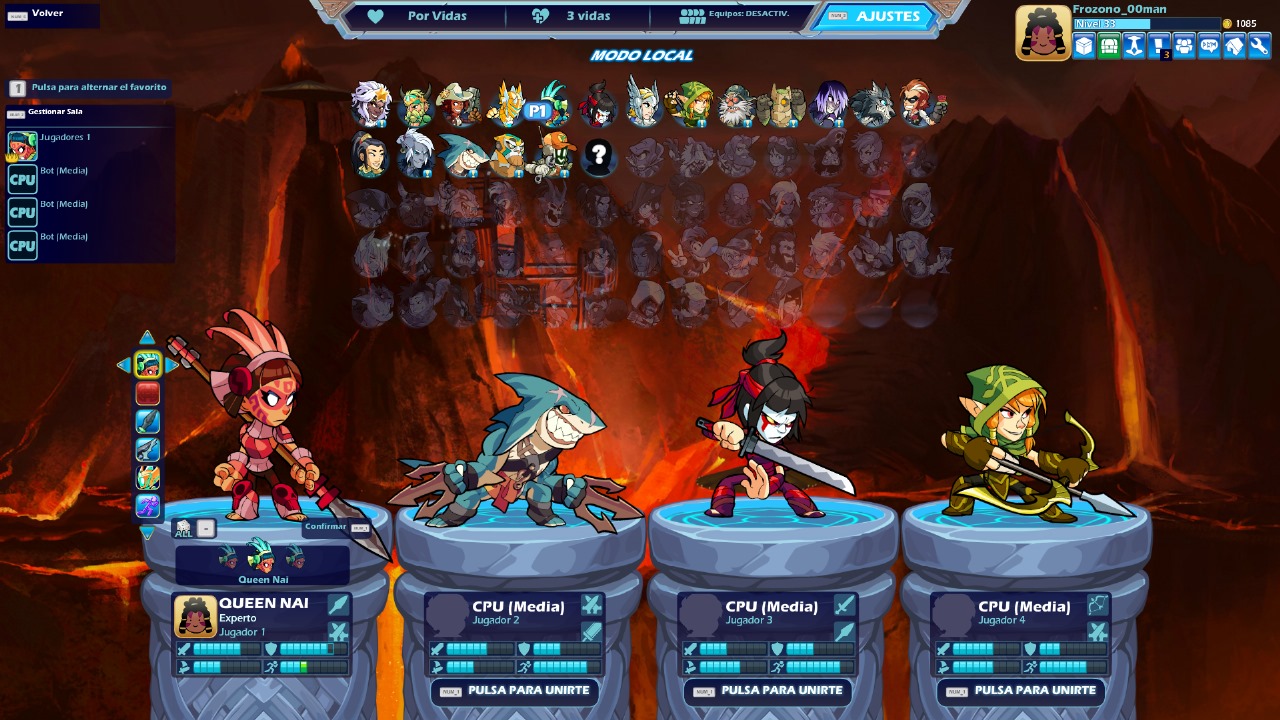 Volver
Por Vidas
3 vidas
Equipos: DESACTIV.
AJUSTES
Frozono_00man
Nivel 33
1085
3
MODO LOCAL
1 Pulsa para alternar el favorito
Gestionar Sala
Jugadores 1
CPU Bot (Media)
CPU Bot (Media)
CPU Bot (Media)
P1
?
ALL
-
Confirmar
Queen Nai
QUEEN NAI
Experto
Jugador 1
CPU (Media)
Jugador 2
PULSA PARA UNIRTE
CPU (Media)
Jugador 3
PULSA PARA UNIRTE
CPU (Media)
Jugador 4
PULSA PARA UNIRTE